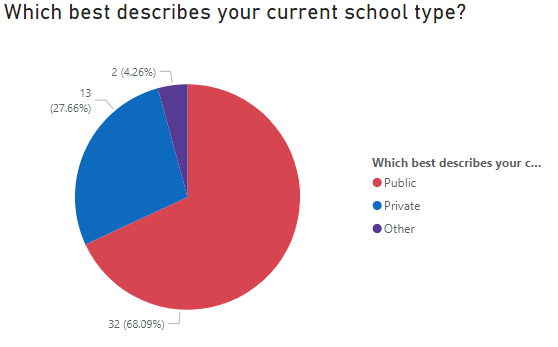 Which best describes your current school type?
2 (4.26%)
13
(27.66%)
32 (68.09%)
Which best describes your c...
Public
Private
Other